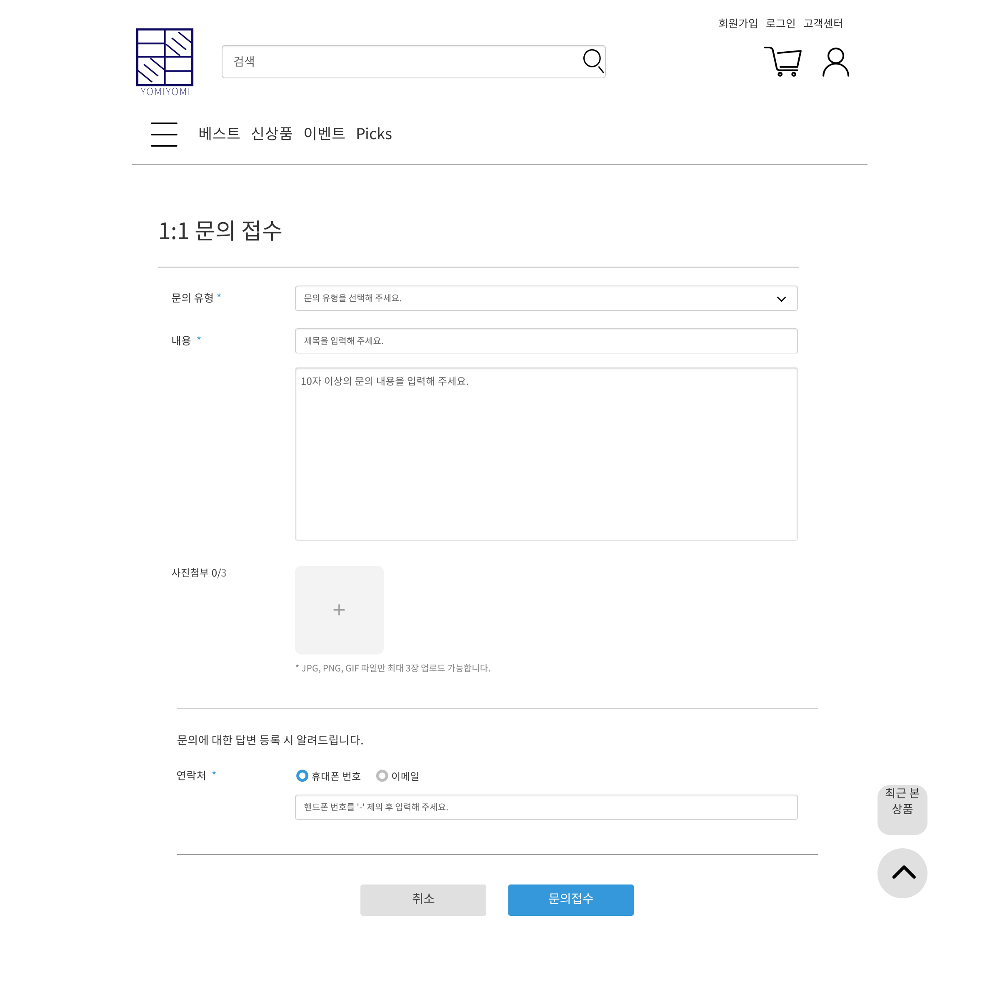 회원가입 로그인 고객센터
검색
YOMIYOMI
베스트 신상품 이벤트 Picks
1:1 문의 접수
문의 유형 *
문의 유형을 선택해 주세요.
내용 *
제목을 입력해 주세요.
10자 이상의 문의 내용을 입력해 주세요.
사진첨부 0/3
+
* JPG, PNG, GIF 파일만 최대 3장 업로드 가능합니다.
문의에 대한 답변 등록 시 알려드립니다.
연락처 *
휴대폰 번호 이메일
핸드폰 번호를 '-' 제외 후 입력해 주세요.
최근 본
상품
취소
문의접수